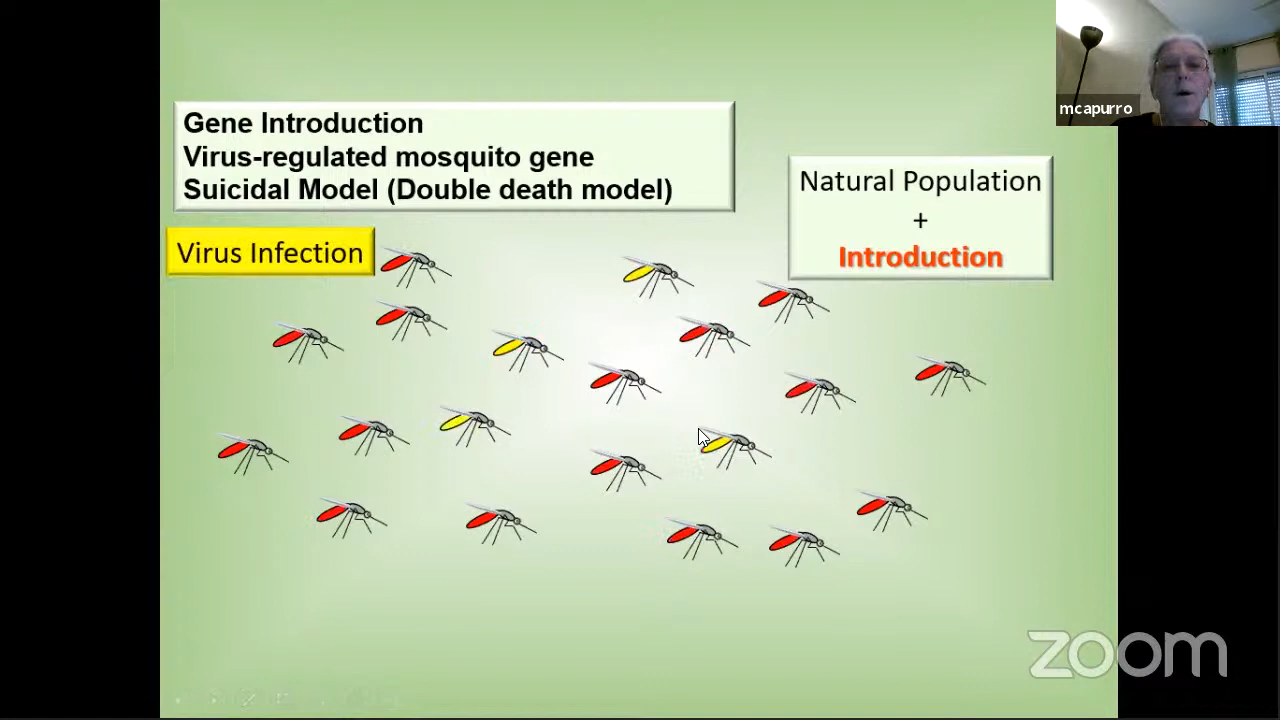 mcapurro
Gene Introduction
Virus-regulated mosquito gene
Suicidal Model (Double death model)
Natural Population
+
Introduction
Virus Infection
zoom